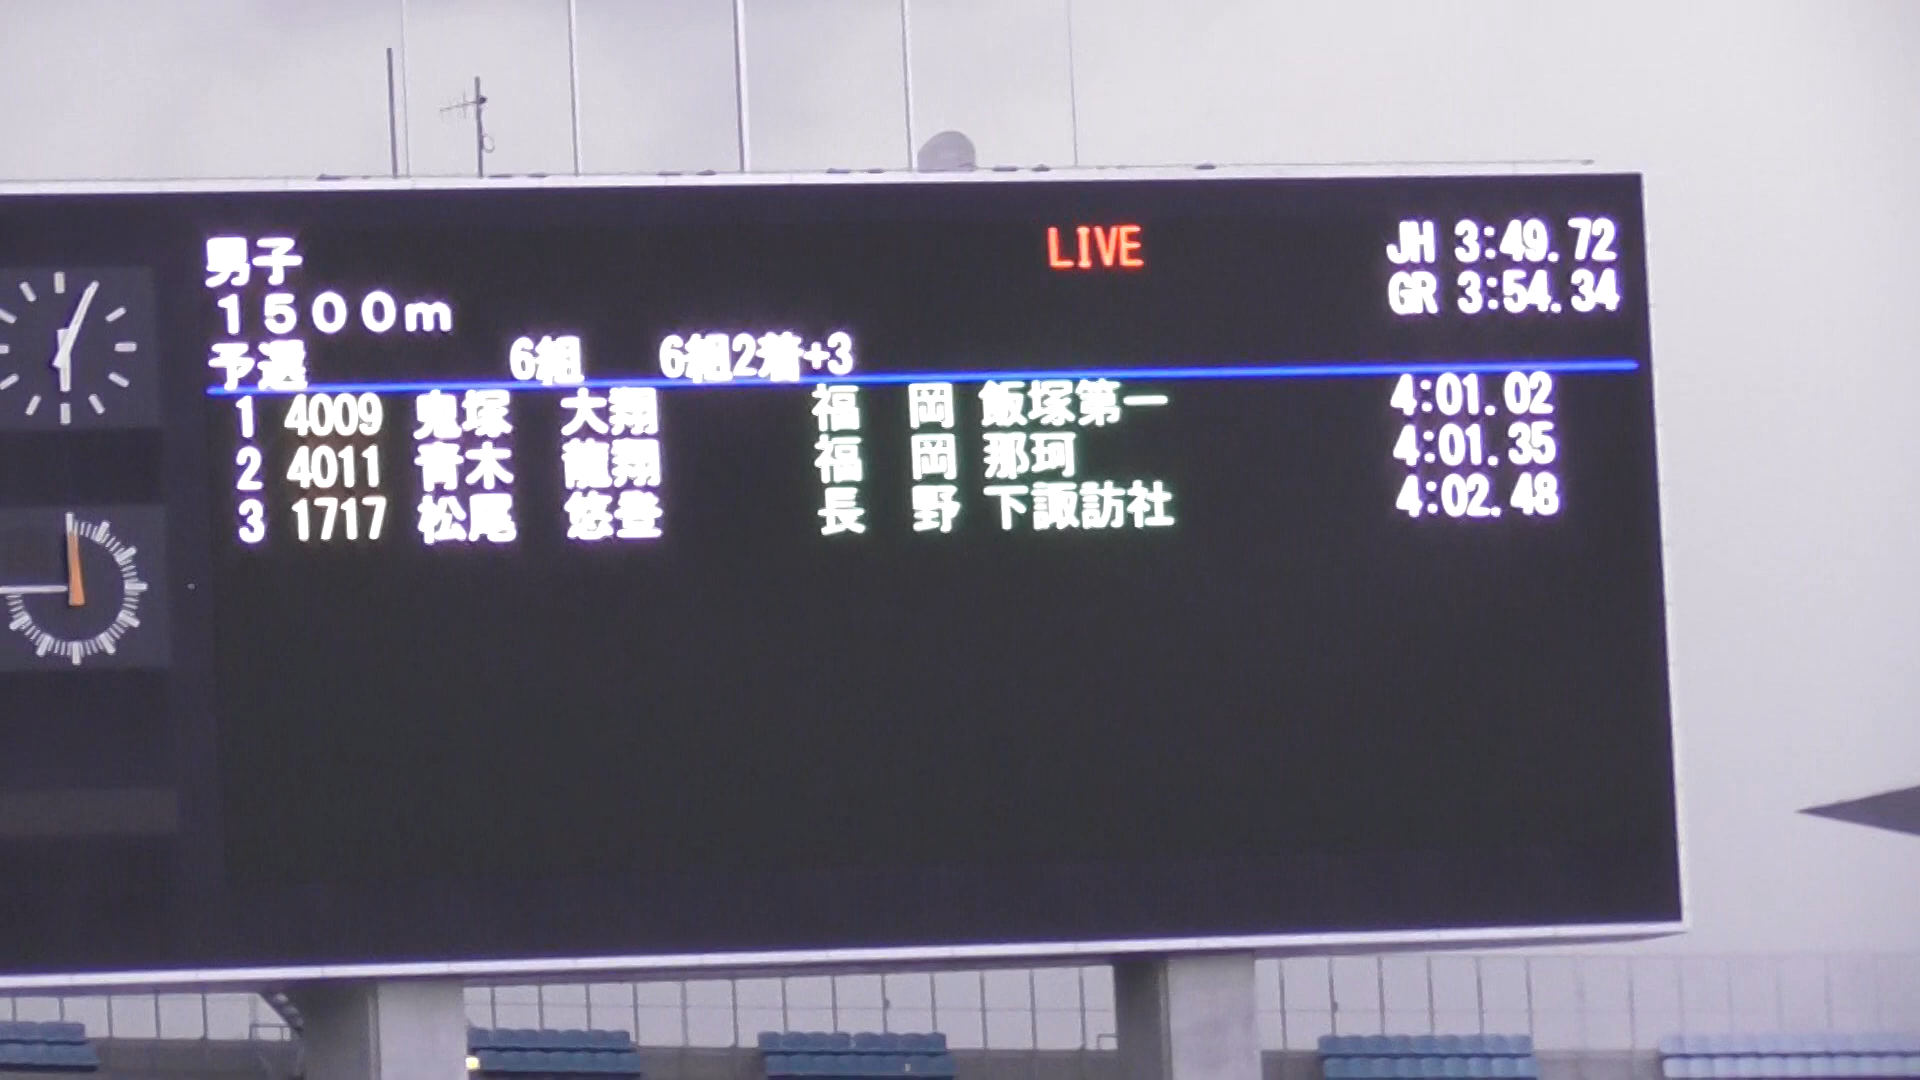 男子
LIVE
JH 3:49.72
1500m
GR 3:54.34
予選 6組 6組2着+3
1 4009 鬼塚 大翔 福岡 飯塚第一 4:01.02
2 4011 青木 龍翔 福岡 那珂 4:01.35
3 1717 松尾 悠登 長野 下諏訪社 4:02.48